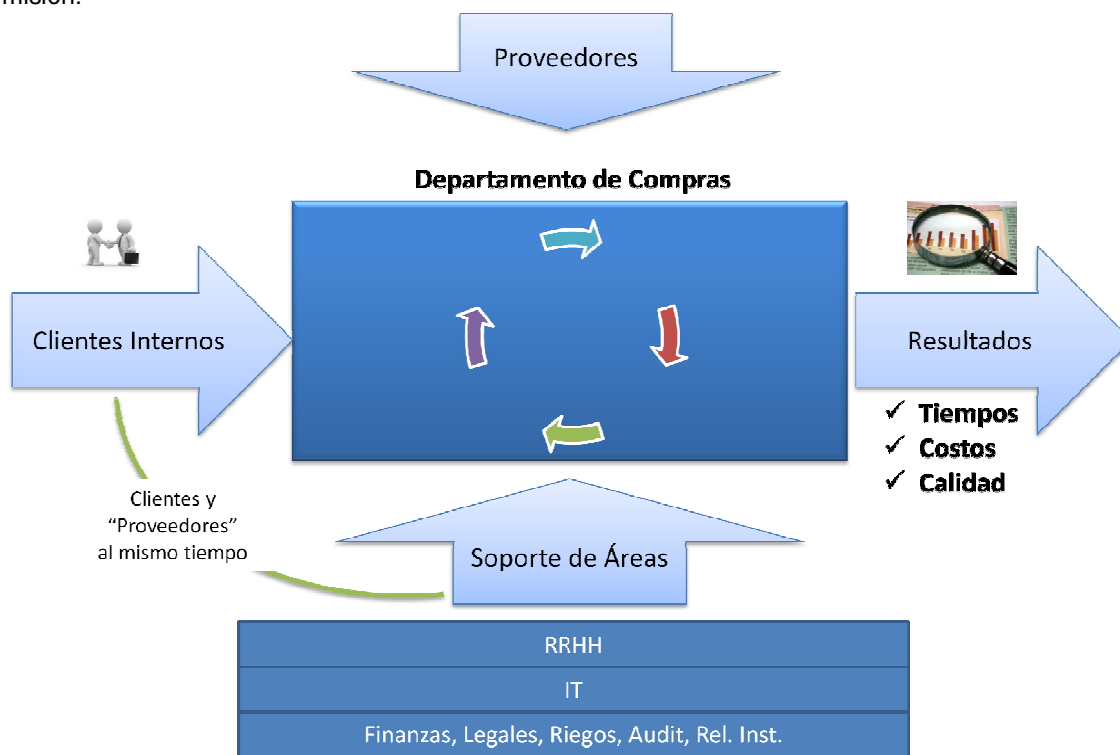 misión.
Proveedores
Departamento de Compras
Clientes Internos
Resultados
✓ Tiempos
✓ Costos
✓ Calidad
Clientes y
“Proveedores”
al mismo tiempo
Soporte de Áreas
RRHH
IT
Finanzas, Legales, Riegos, Audit, Rel. Inst.